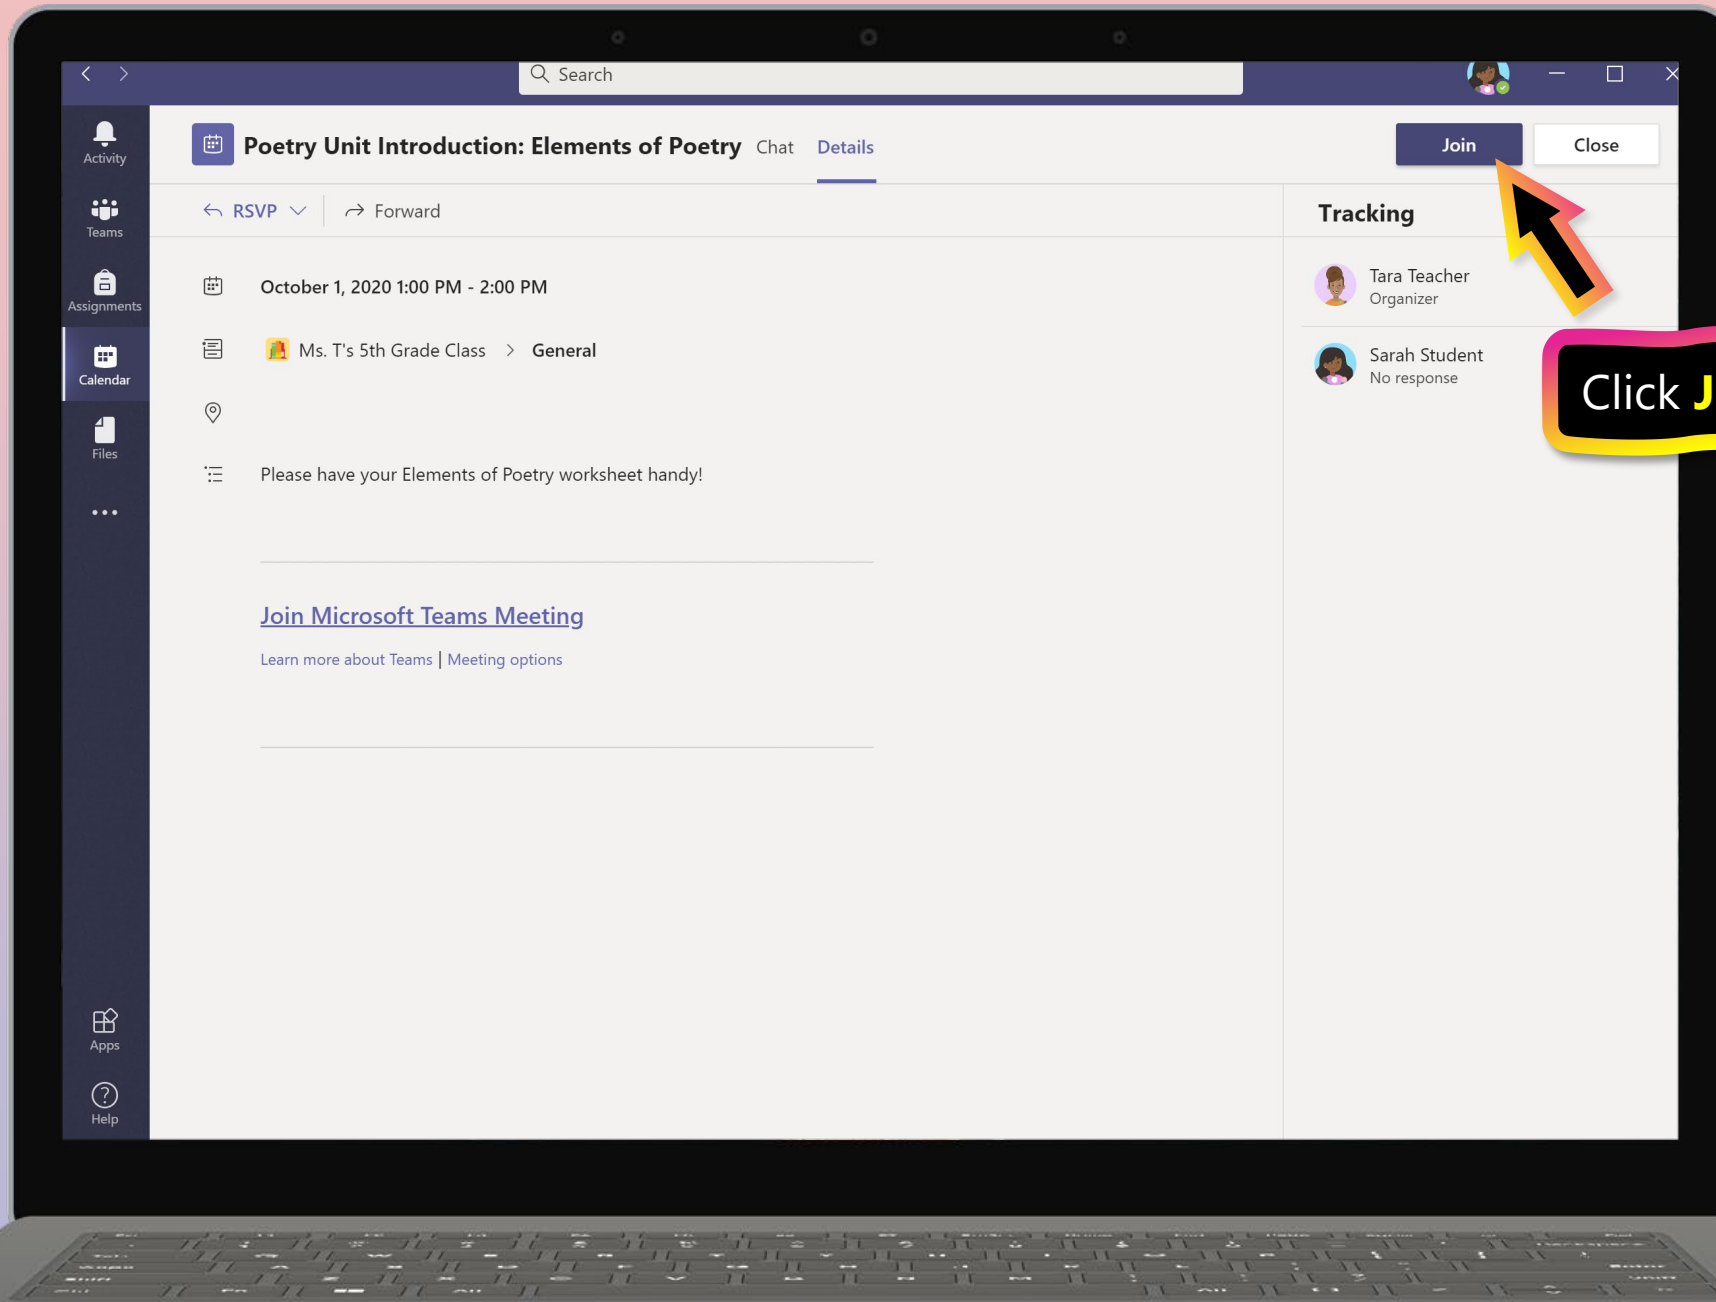 Search
Activity
Teams
Assignments
Calendar
Files
Apps
Help
Poetry Unit Introduction: Elements of Poetry Chat Details
Join
Close
RSVP
Forward
October 1, 2020 1:00 PM - 2:00 PM
Ms. T's 5th Grade Class > General
Please have your Elements of Poetry worksheet handy!
Join Microsoft Teams Meeting
Learn more about Teams | Meeting options
Tracking
Tara Teacher
Organizer
Sarah Student
No response
Click